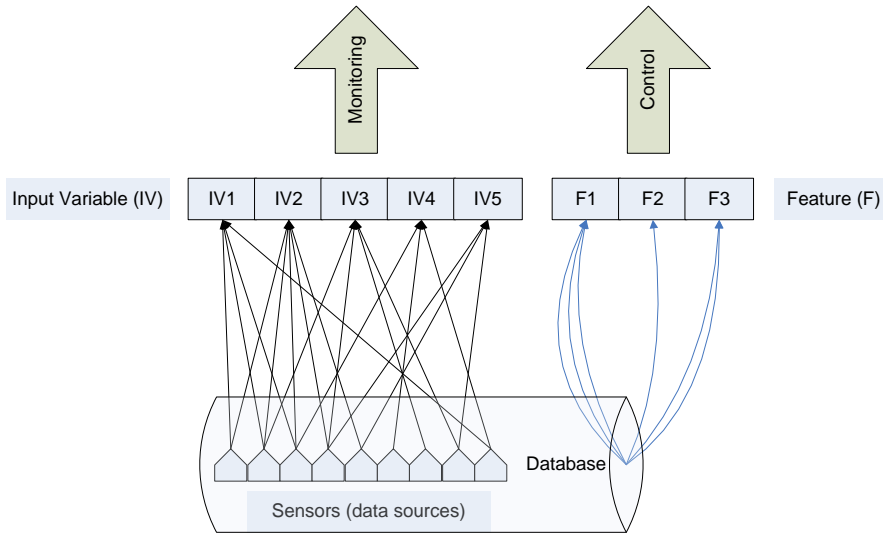 Monitoring
Control
Input Variable (IV)
IV1
IV2
IV3
IV4
IV5
F1
F2
F3
Feature (F)
Database
Sensors (data sources)